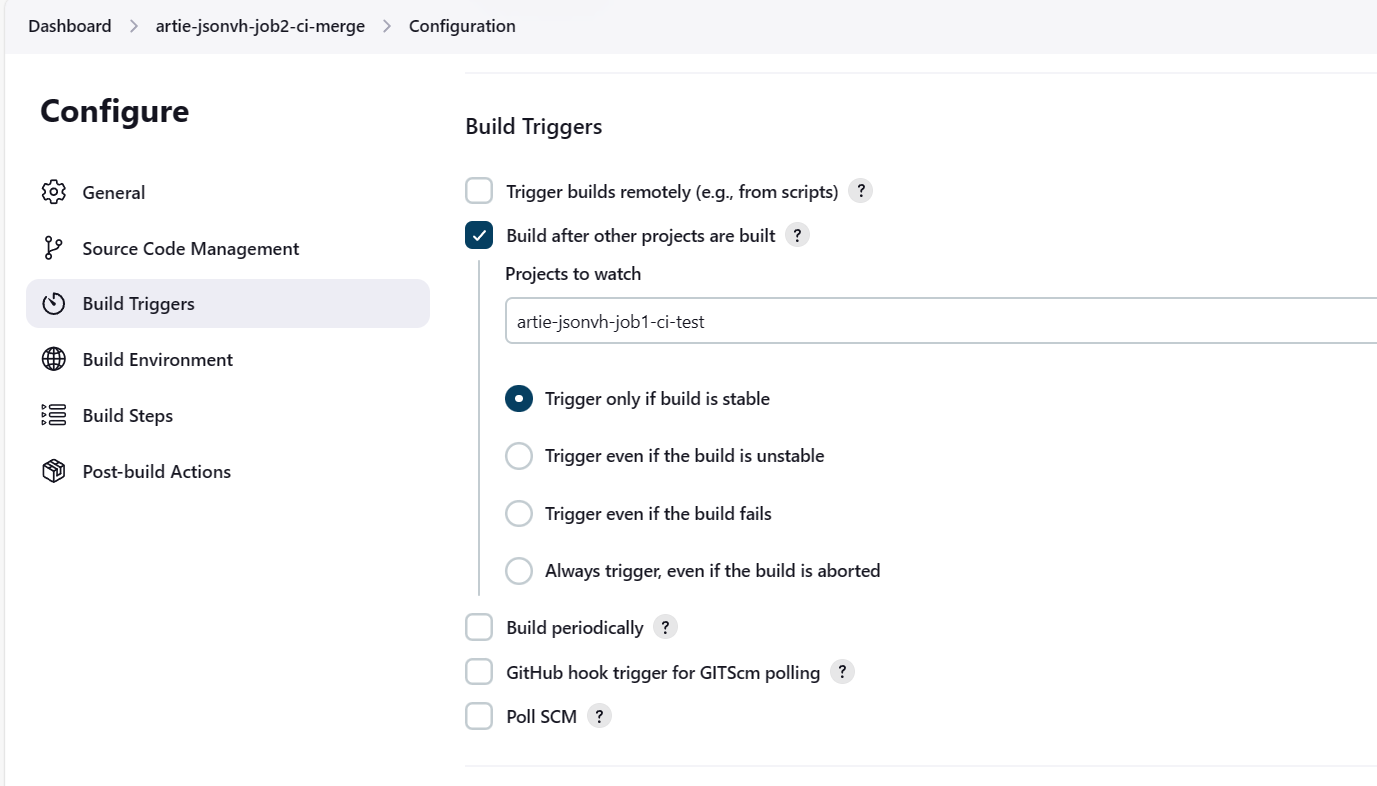 Dashboard > artie-jsonvh-job2-ci-merge > Configuration
Configure
General
Source Code Management
Build Triggers
Build Environment
Build Steps
Post-build Actions
Build Triggers
Trigger builds remotely (e.g., from scripts) ?
Build after other projects are built ?
Projects to watch
artie-jsonvh-job1-ci-test
Trigger only if build is stable
Trigger even if the build is unstable
Trigger even if the build fails
Always trigger, even if the build is aborted
Build periodically ?
GitHub hook trigger for GITScm polling ?
Poll SCM ?